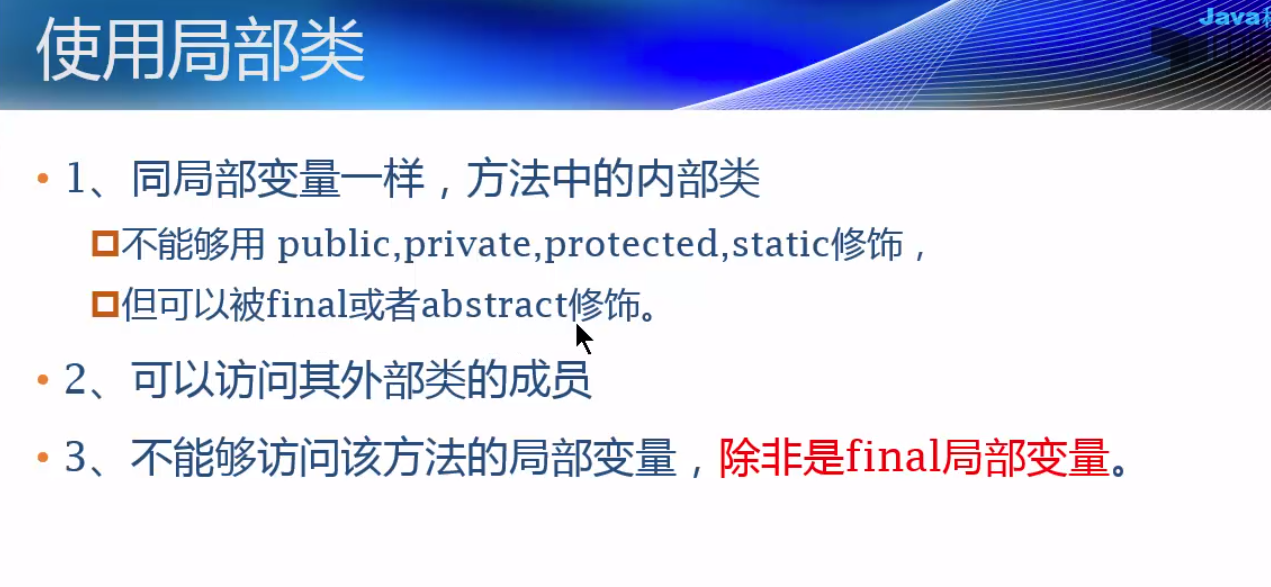 Java
使用局部类
1、同局部变量一样，方法中的内部类
不能够用 public,private,protected,static修饰，
但可以被final或者abstract修饰。
2、可以访问其外部类的成员
3、不能够访问该方法的局部变量，除非是final局部变量。